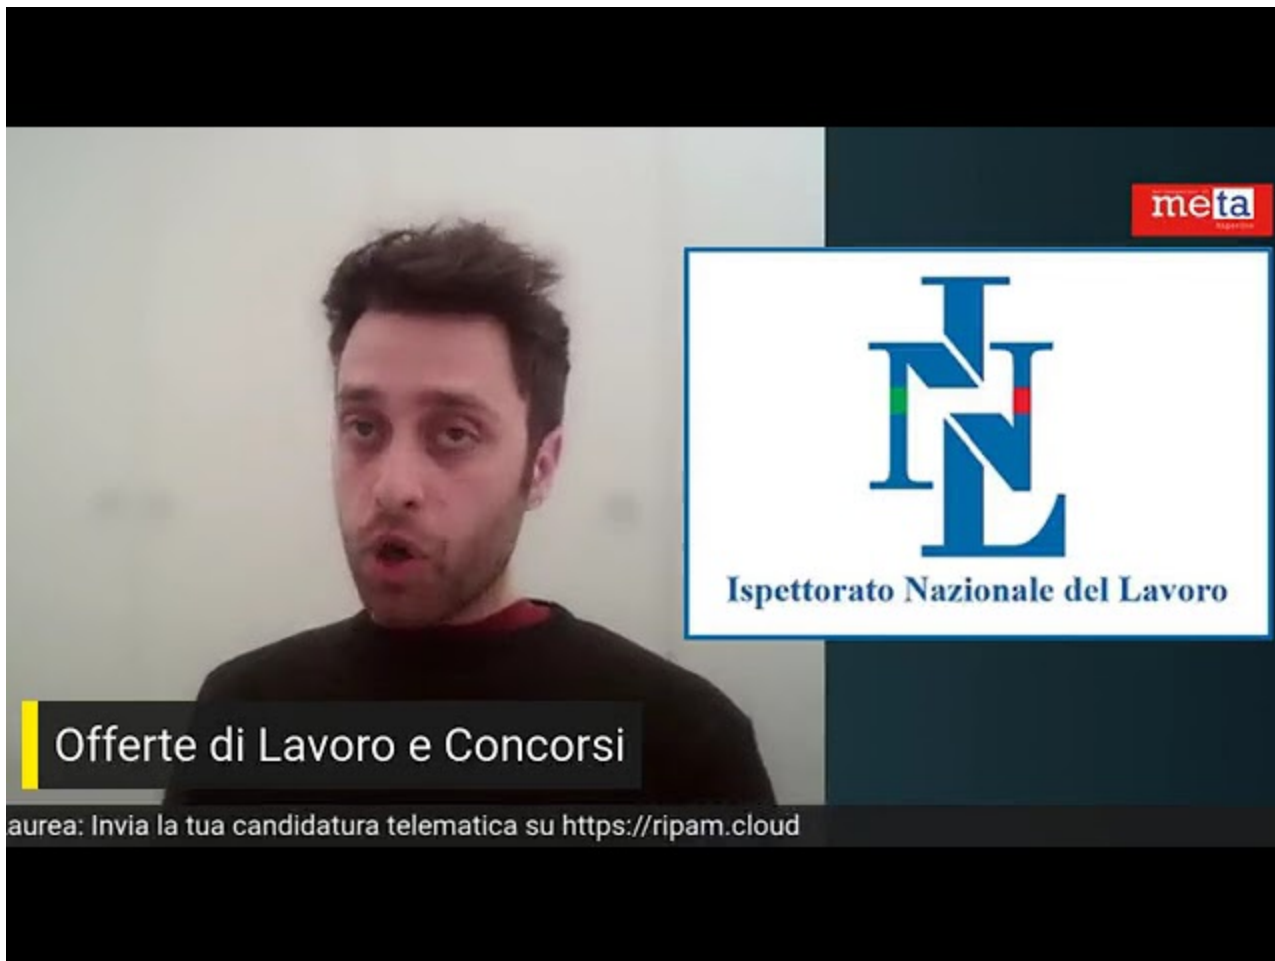 meta
INL
Ispettorato Nazionale del Lavoro
Offerte di Lavoro e Concorsi
aurea: Invia la tua candidatura telematica su https://ripam.cloud